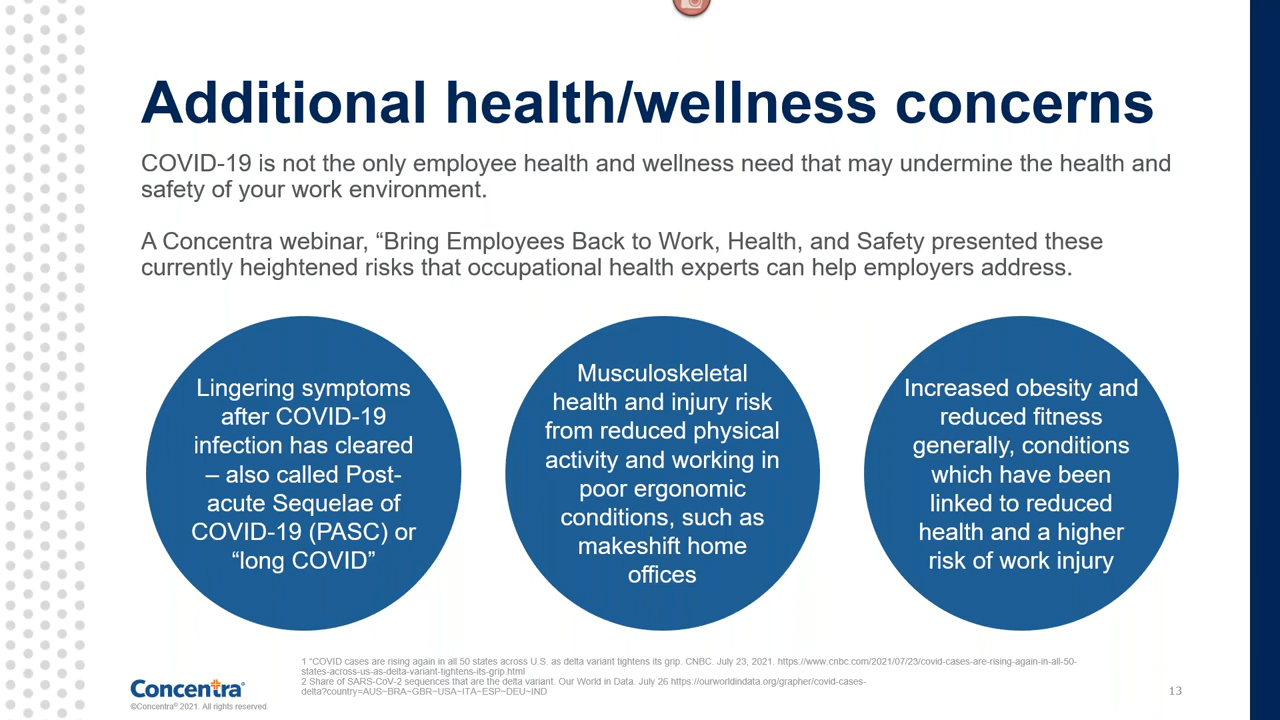 Additional health/wellness concerns
COVID-19 is not the only employee health and wellness need that may undermine the health and
safety of your work environment.
A Concentra webinar, “Bring Employees Back to Work, Health, and Safety presented these
currently heightened risks that occupational health experts can help employers address.
Lingering symptoms
after COVID-19
infection has cleared
– also called Post-
acute Sequelae of
COVID-19 (PASC) or
“long COVID”
Musculoskeletal
health and injury risk
from reduced physical
activity and working in
poor ergonomic
conditions, such as
makeshift home
offices
Increased obesity and
reduced fitness
generally, conditions
which have been
linked to reduced
health and a higher
risk of work injury
1 “COVID cases are rising again in all 50 states across U.S. as delta variant tightens its grip. CNBC. July 23, 2021. https://www.cnbc.com/2021/07/23/covid-cases-are-rising-again-in-all-50-
states-across-us-as-delta-variant-tightens-its-grip.html
2 Share of SARS-CoV-2 sequences that are the delta variant. Our World in Data. July 26 https://ourworldindata.org/grapher/covid-cases-
delta?country=AUS~BRA~GBR~USA~ITA~ESP~DEU~IND
Concentra®
©Concentra® 2021. All rights reserved.
13